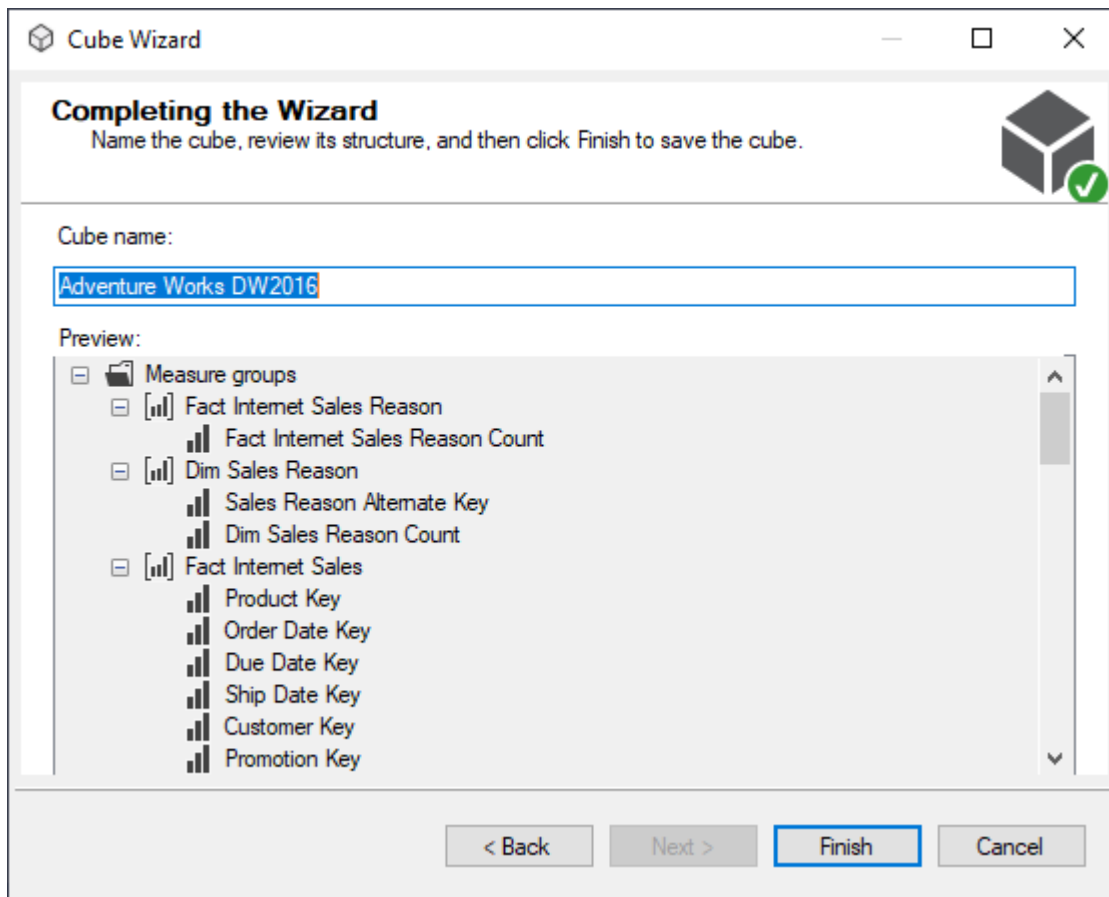 Cube Wizard
Completing the Wizard
Name the cube, review its structure, and then click Finish to save the cube.
Cube name:
Adventure Works DW2016
Preview:
Measure groups
Fact Internet Sales Reason
Fact Internet Sales Reason Count
Dim Sales Reason
Sales Reason Alternate Key
Dim Sales Reason Count
Fact Internet Sales
Product Key
Order Date Key
Due Date Key
Ship Date Key
Customer Key
Promotion Key
< Back Next > Finish Cancel